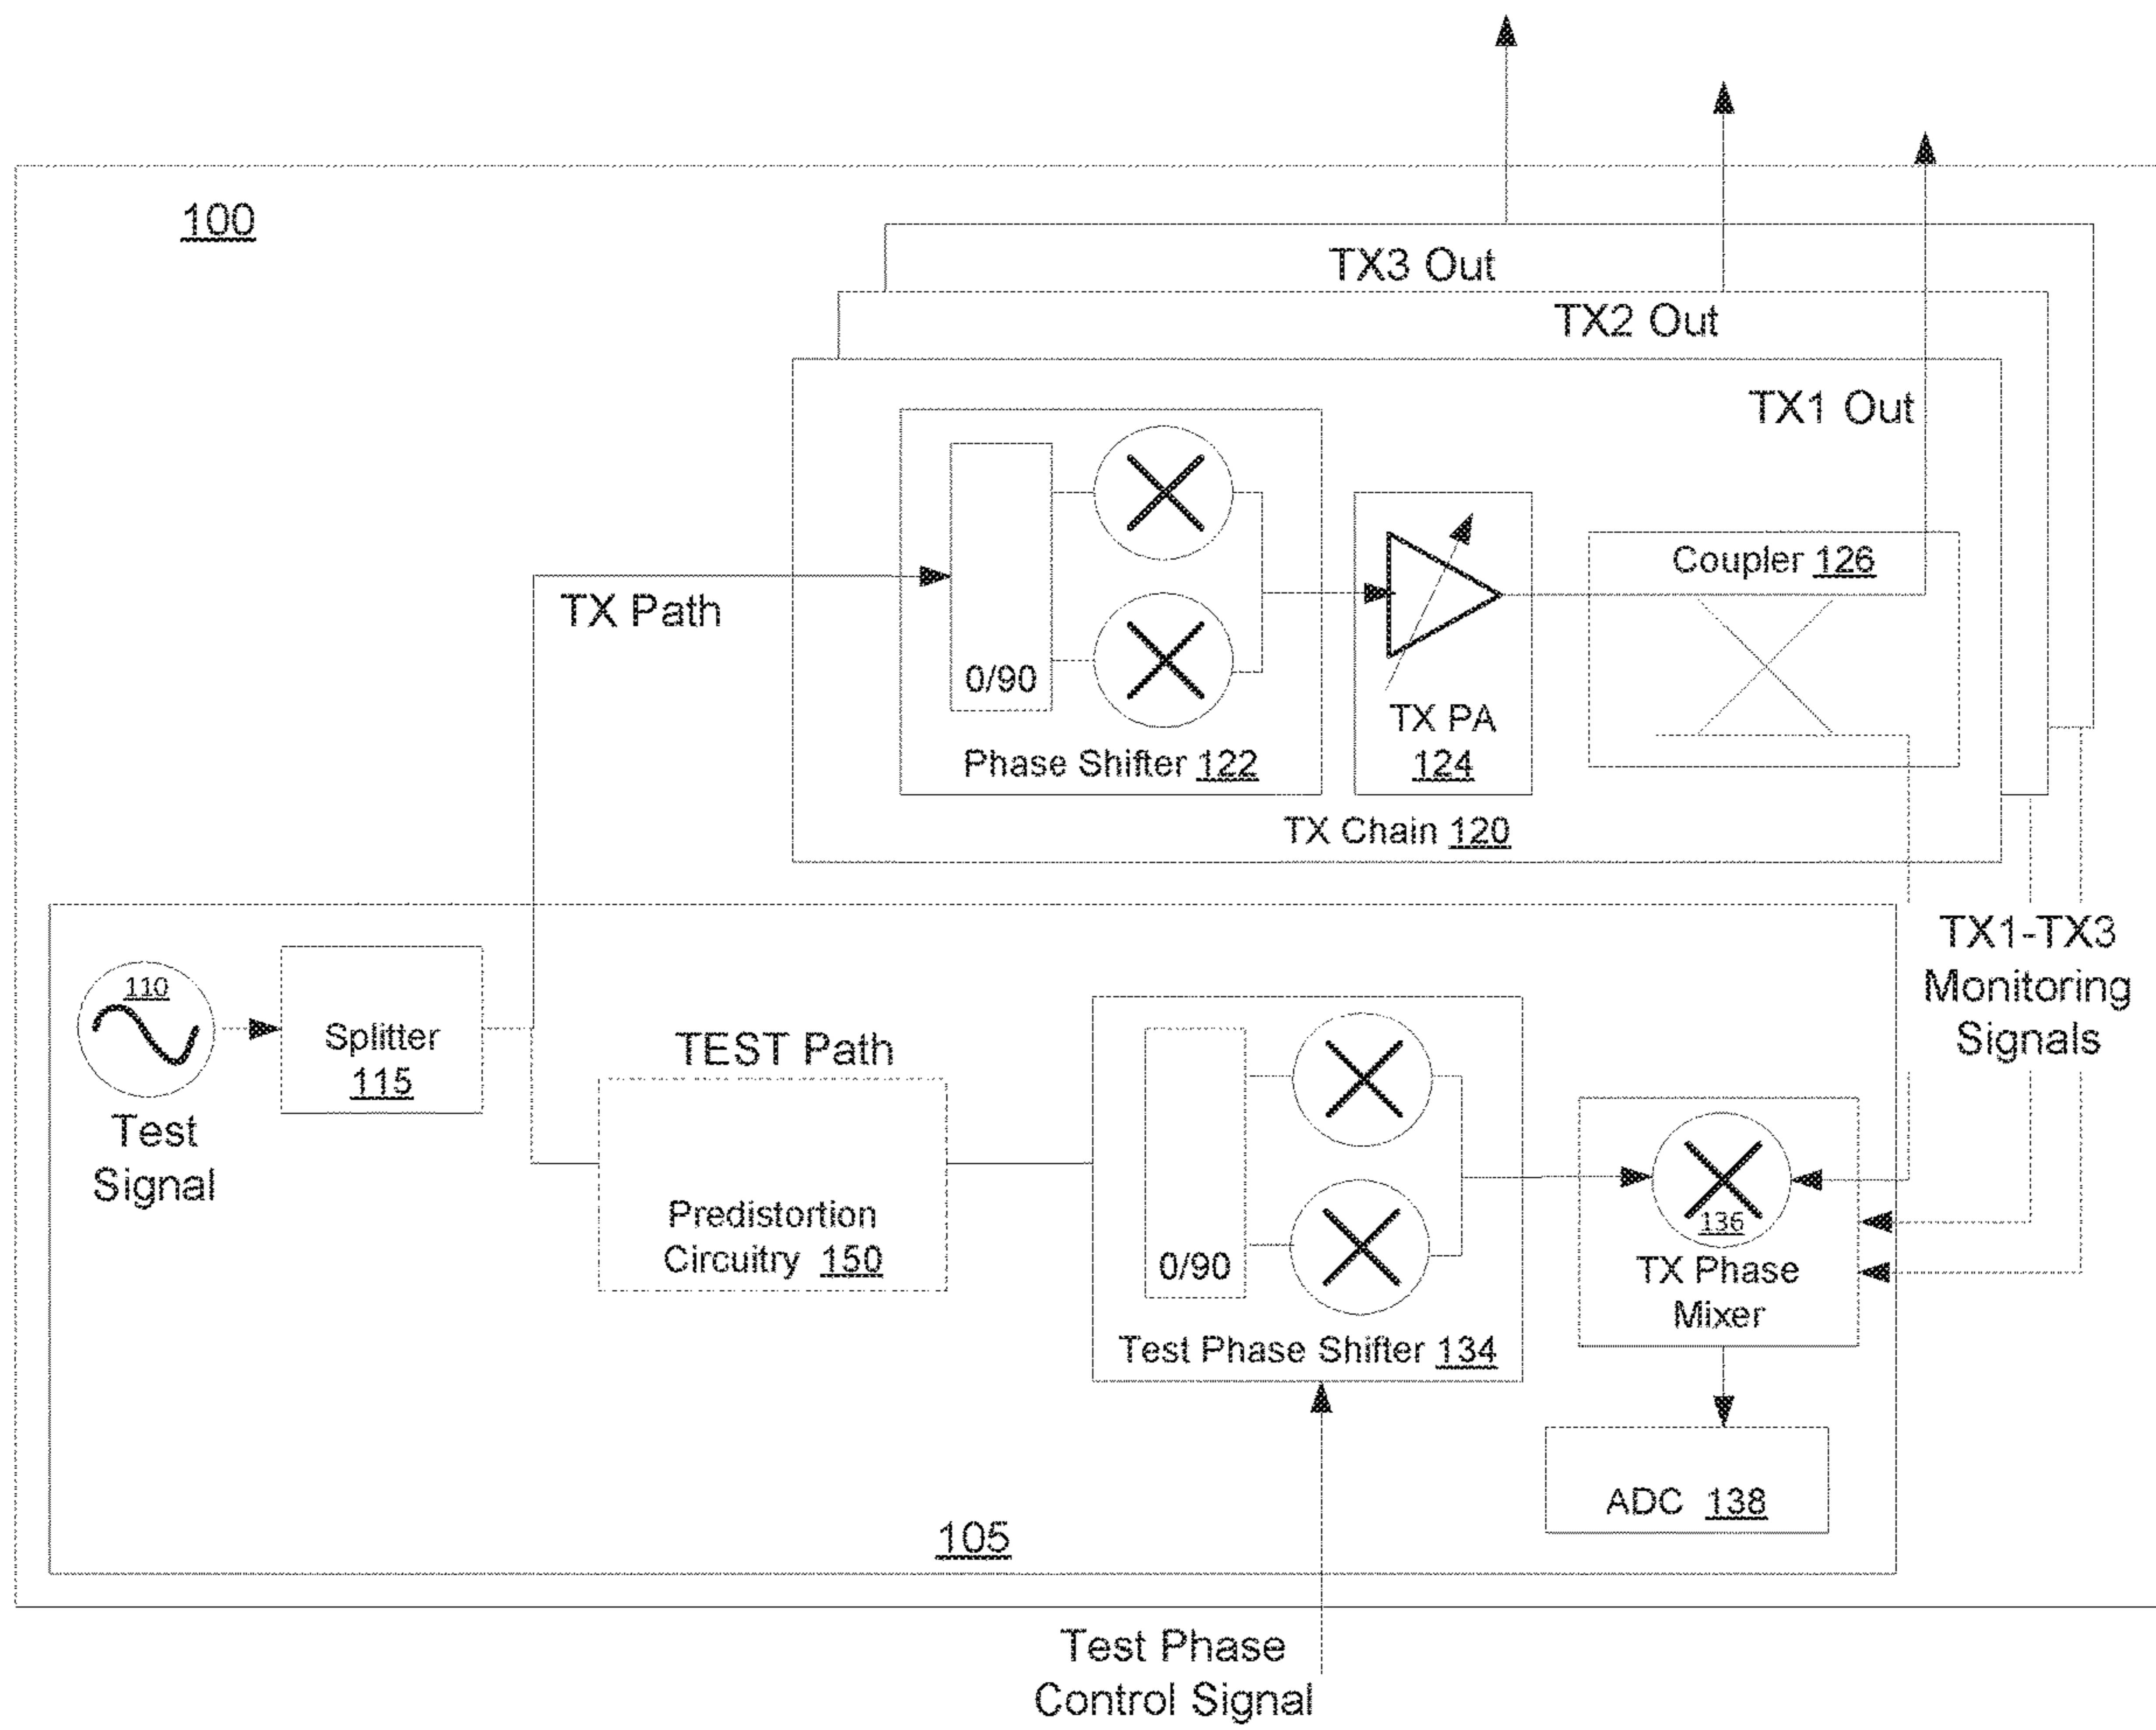 100
TX3 Out
TX2 Out
TX1 Out
Coupler 126
TX Path
0/90
Phase Shifter 122
TX PA
124
TX Chain 120
110
Test
Signal
Splitter
115
TEST Path
Predistortion
Circuitry 150
0/90
Test Phase Shifter 134
136
TX Phase
Mixer
TX1-TX3
Monitoring
Signals
ADC 138
105
Test Phase
Control Signal